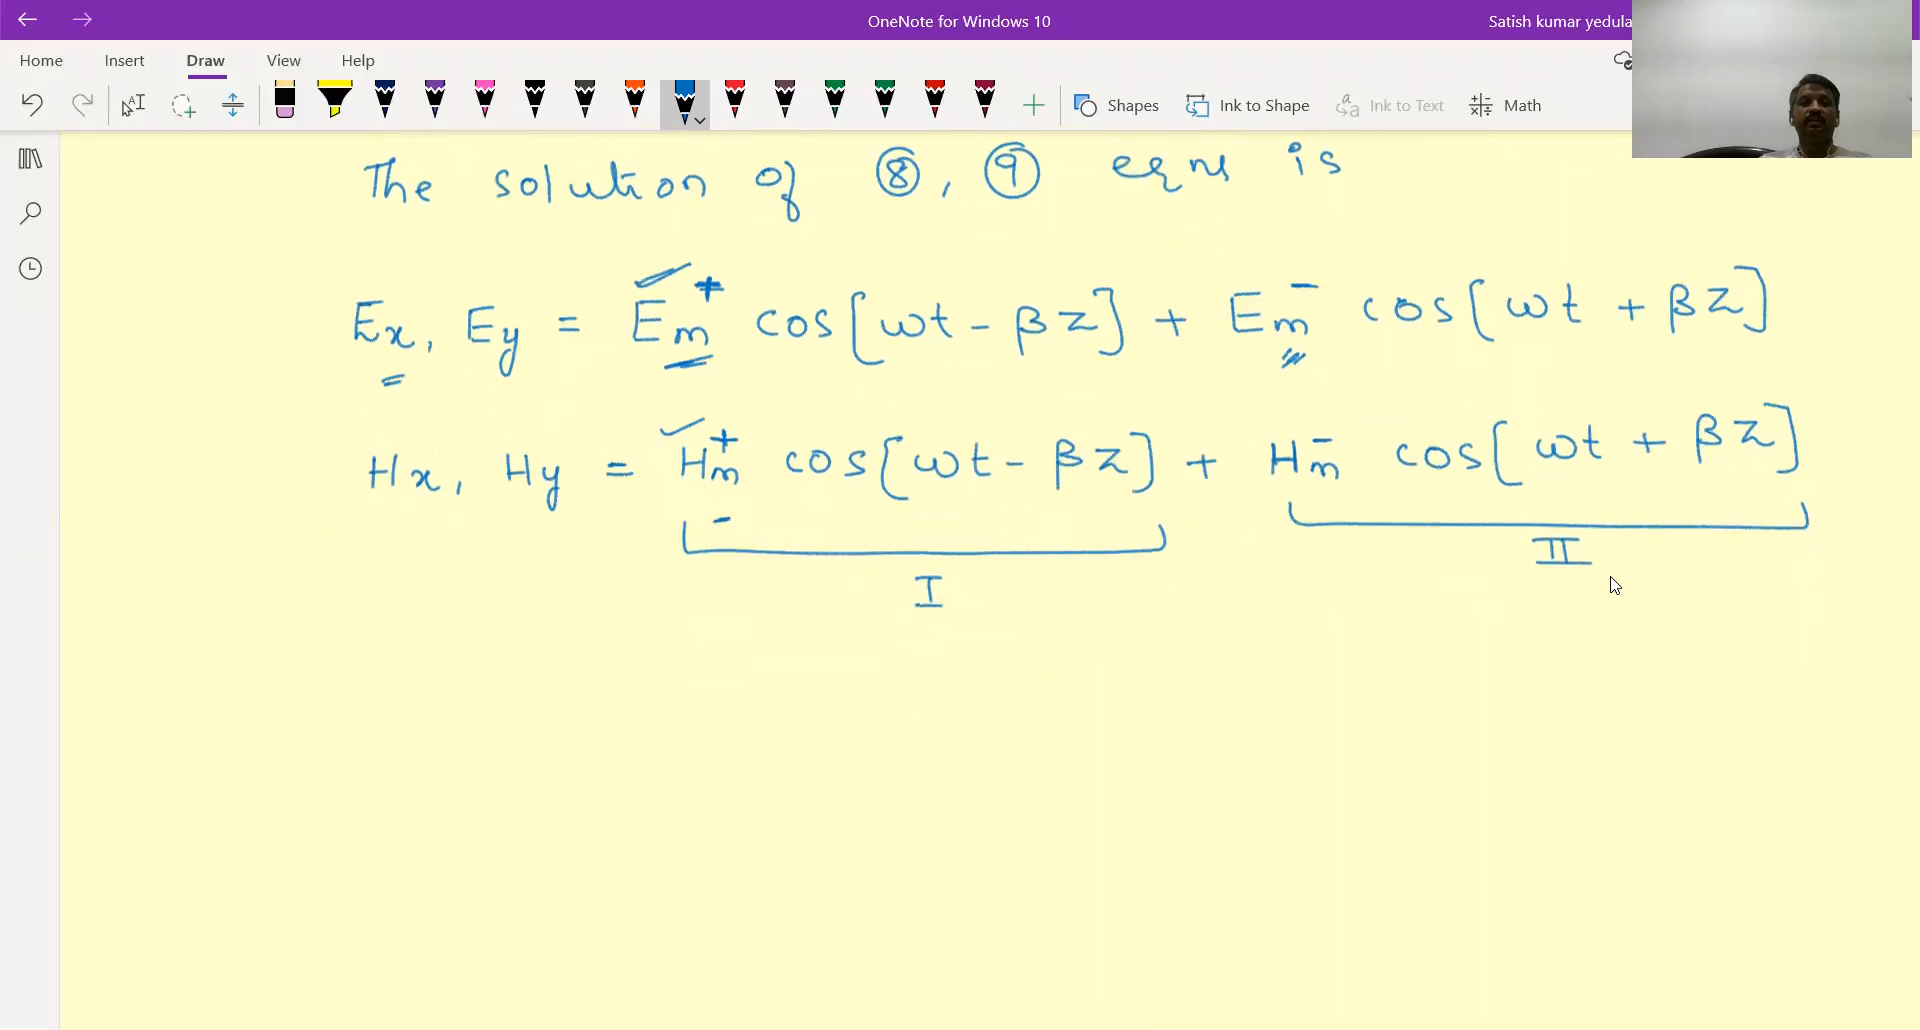 OneNote for Windows 10
Satish kumar yedula
Home Insert Draw View Help
Shapes Ink to Shape Ink to Text Math
The solution of ⑧, ⑨ eqns is
Ex, Ey = Em⁺ cos[ωt - βz] + Em⁻ cos[ωt + βz]
Hx, Hy = Hm⁺ cos[ωt - βz] + Hm⁻ cos[ωt + βz]
I
II